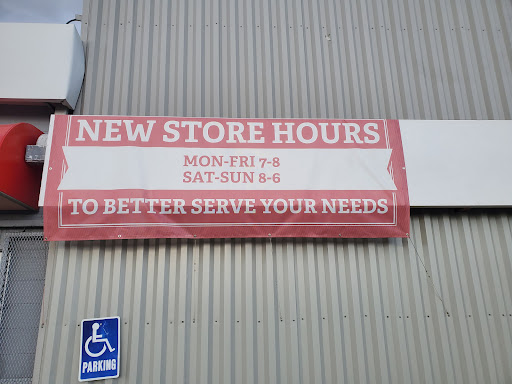 NEW STORE HOURS
MON-FRI 7-8
SAT-SUN 8-6
TO BETTER SERVE YOUR NEEDS
PARKING